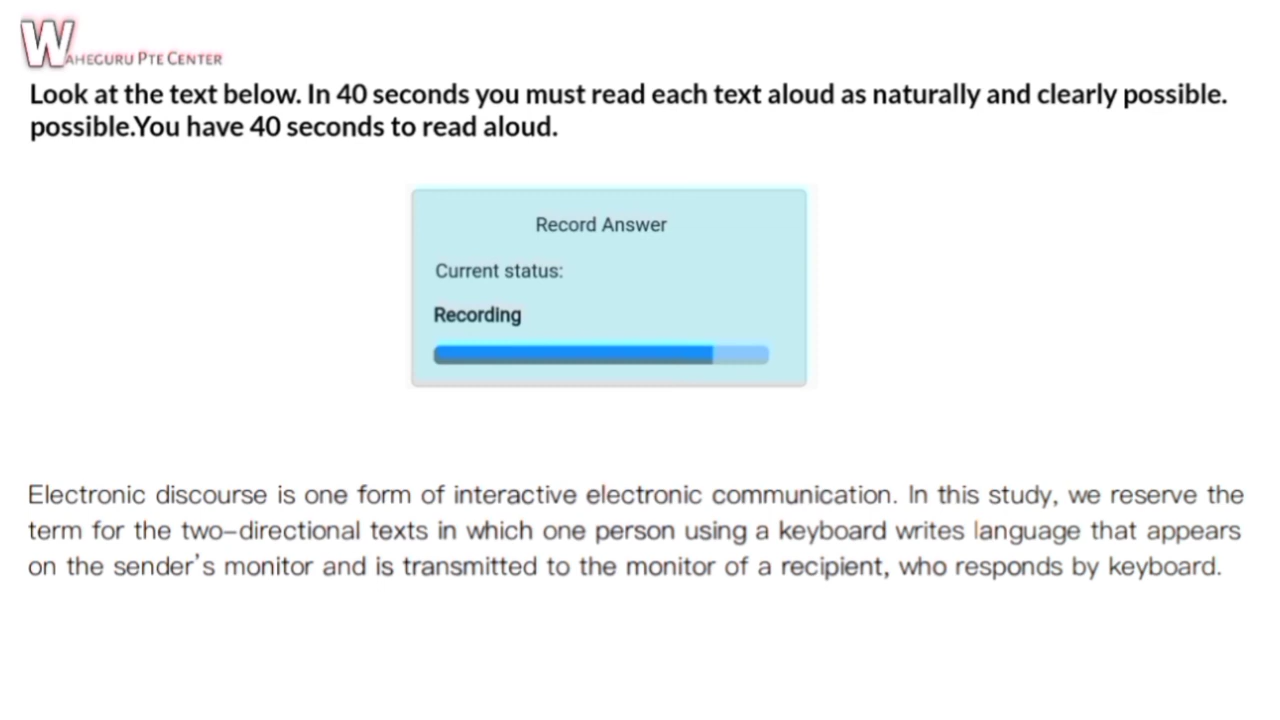 WAHEGURU PTE CENTER
Look at the text below. In 40 seconds you must read each text aloud as naturally and clearly possible.
possible.You have 40 seconds to read aloud.
Record Answer
Current status:
Recording
Electronic discourse is one form of interactive electronic communication. In this study, we reserve the
term for the two-directional texts in which one person using a keyboard writes language that appears
on the sender's monitor and is transmitted to the monitor of a recipient, who responds by keyboard.